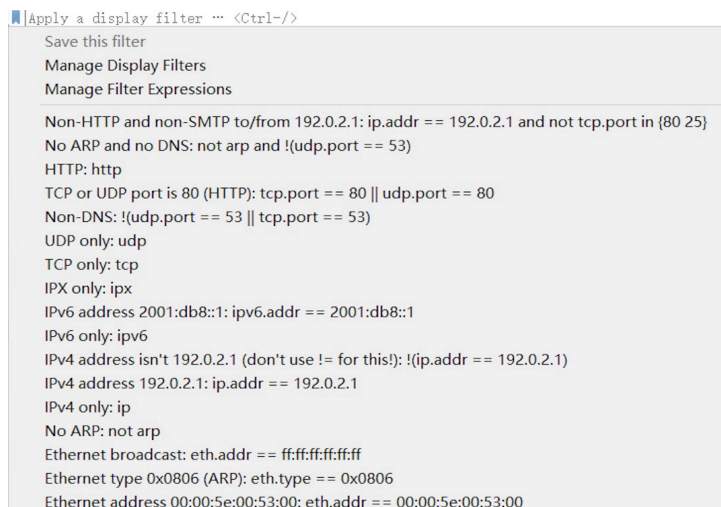 Apply a display filter … <Ctrl-/>
Save this filter
Manage Display Filters
Manage Filter Expressions
Non-HTTP and non-SMTP to/from 192.0.2.1: ip.addr == 192.0.2.1 and not tcp.port in {80 25}
No ARP and no DNS: not arp and !(udp.port == 53)
HTTP: http
TCP or UDP port is 80 (HTTP): tcp.port == 80 || udp.port == 80
Non-DNS: !(udp.port == 53 || tcp.port == 53)
UDP only: udp
TCP only: tcp
IPX only: ipx
IPv6 address 2001:db8::1: ipv6.addr == 2001:db8::1
IPv6 only: ipv6
IPv4 address isn't 192.0.2.1 (don't use != for this!): !(ip.addr == 192.0.2.1)
IPv4 address 192.0.2.1: ip.addr == 192.0.2.1
IPv4 only: ip
No ARP: not arp
Ethernet broadcast: eth.addr == ff:ff:ff:ff:ff:ff
Ethernet type 0x0806 (ARP): eth.type == 0x0806
Ethernet address 00:00:5e:00:53:00: eth.addr == 00:00:5e:00:53:00